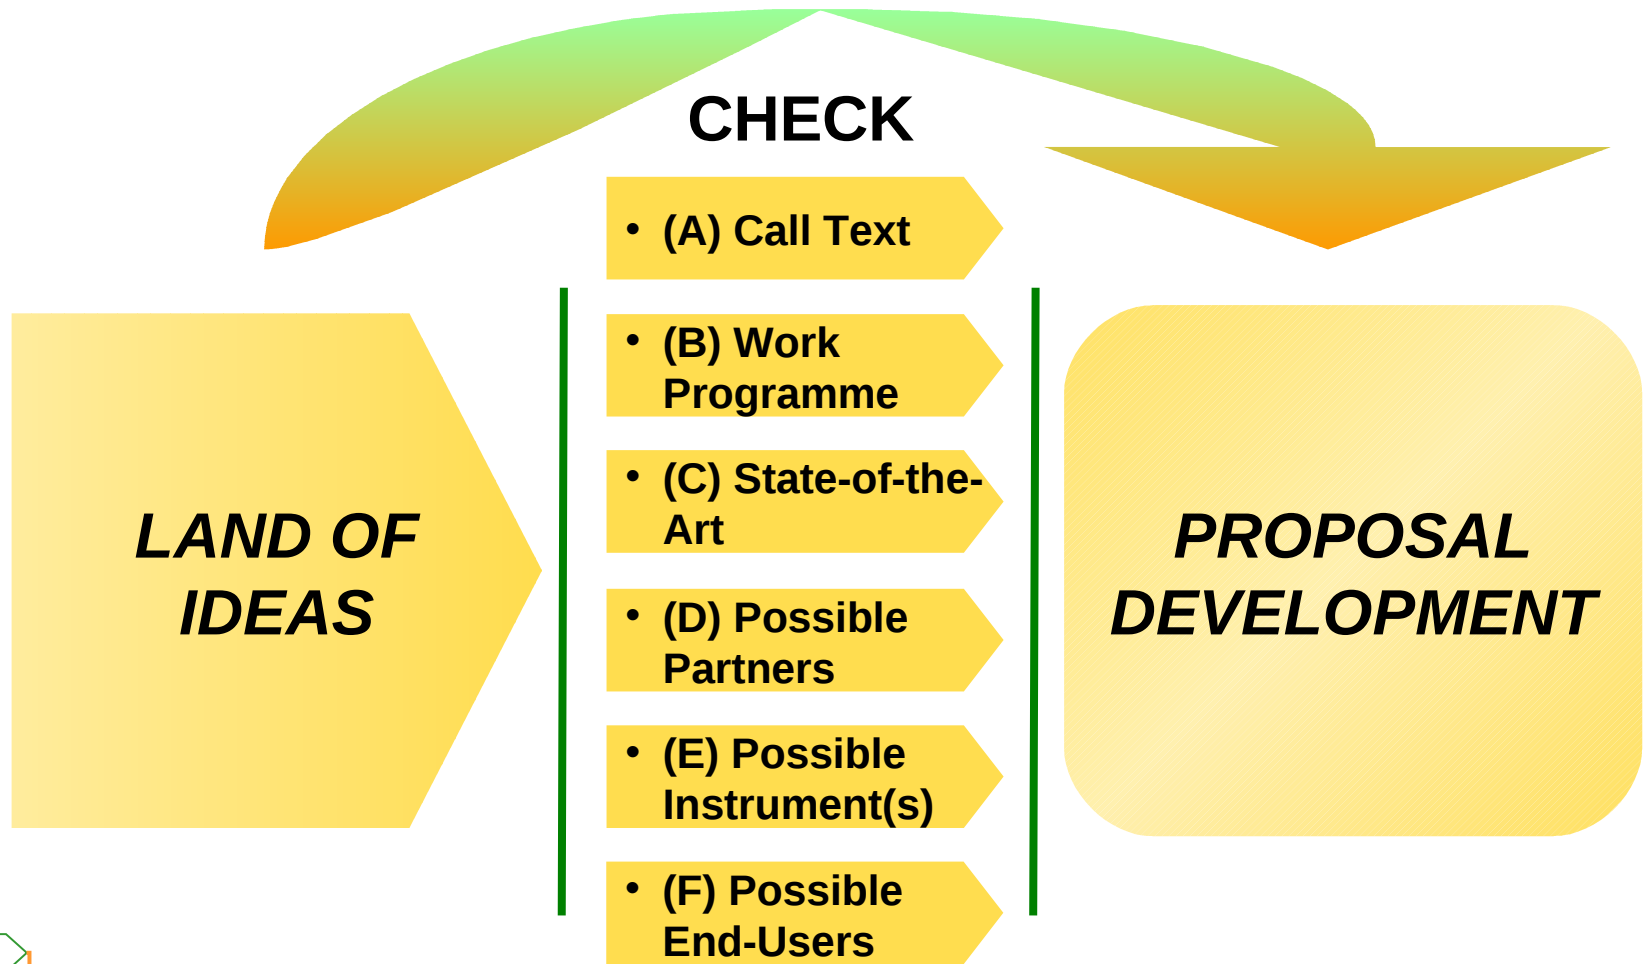 CHECK
• (A) Call Text
• (B) Work
Programme
• (C) State-of-the-
Art
• (D) Possible
Partners
• (E) Possible
Instrument(s)
• (F) Possible
End-Users
LAND OF
IDEAS
PROPOSAL
DEVELOPMENT